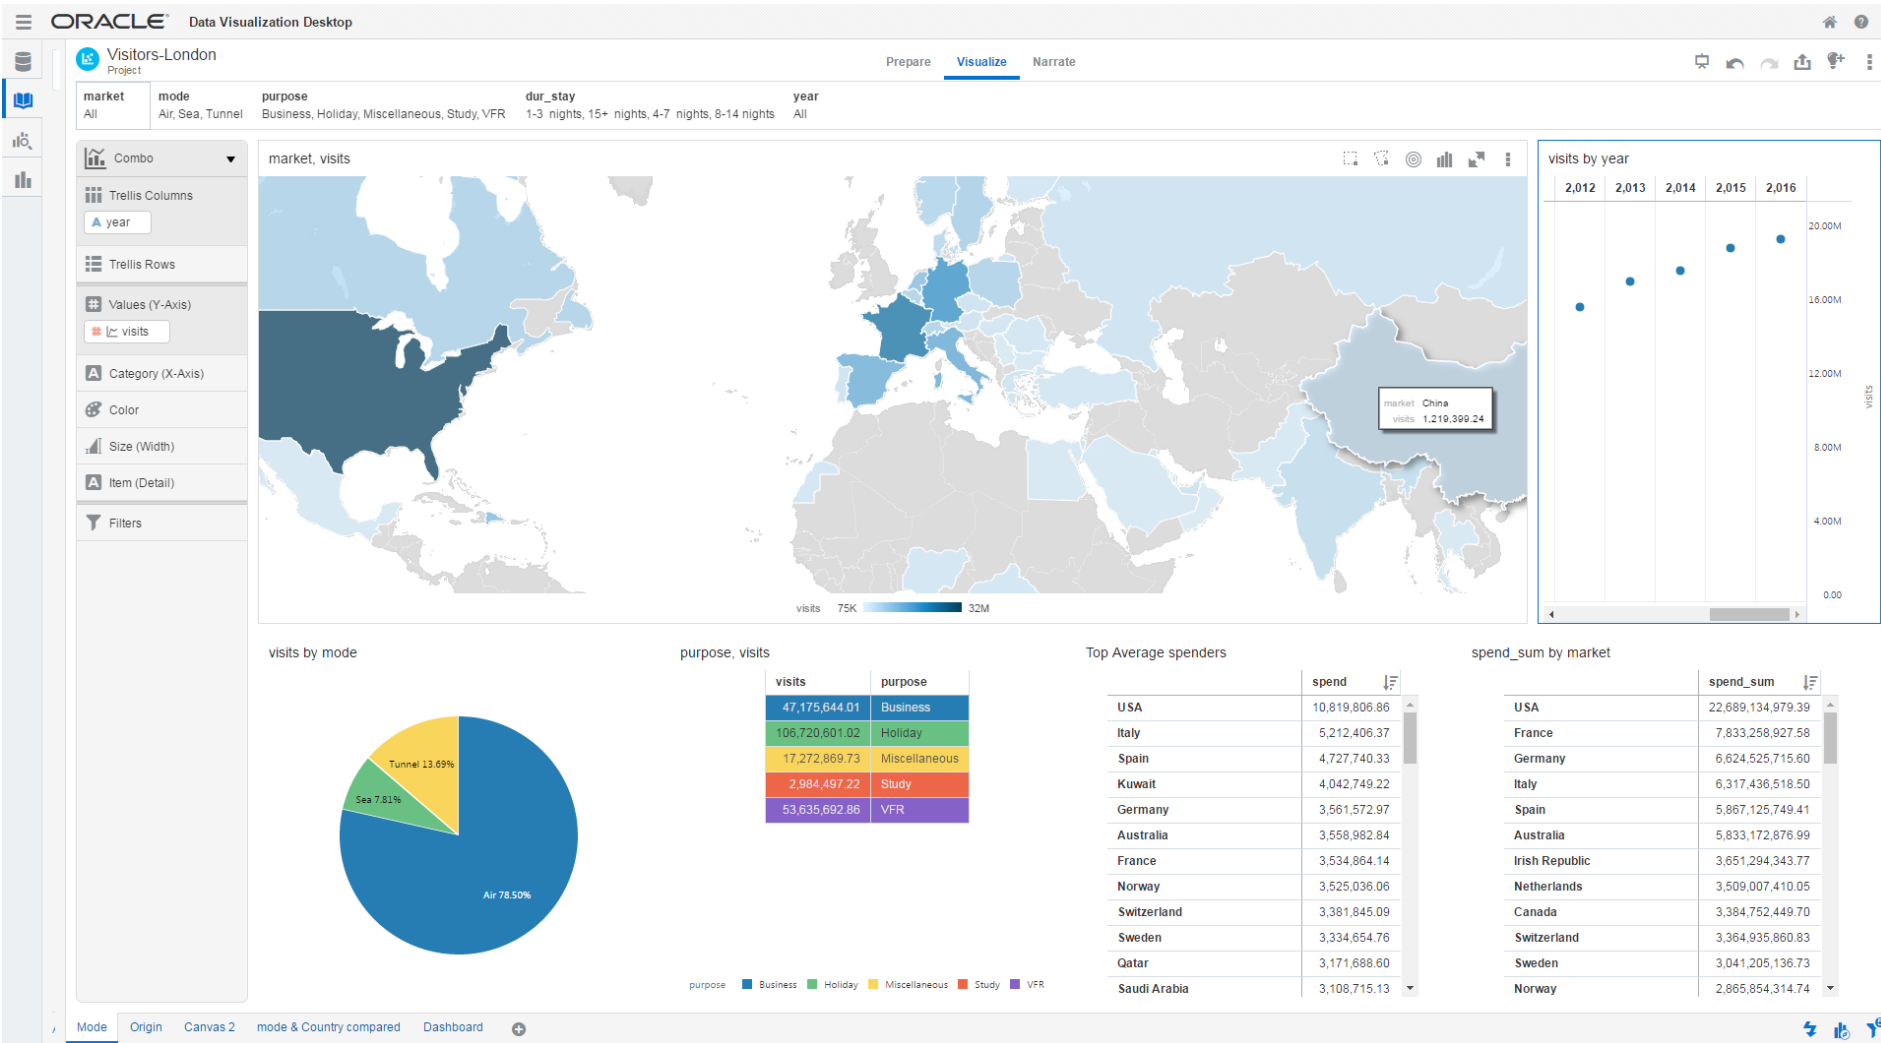 ORACLE® Data Visualization Desktop
Visitors-London
Project
Prepare Visualize Narrate
market mode purpose dur_stay year
All Air, Sea, Tunnel Business, Holiday, Miscellaneous, Study, VFR 1-3 nights, 15+ nights, 4-7 nights, 8-14 nights All
Combo
Trellis Columns
A year
Trellis Rows
# Values (Y-Axis)
# visits
A Category (X-Axis)
Color
Size (Width)
A Item (Detail)
Filters
market, visits
market China
visits 1,219,399.24
visits 75K 32M
visits by year
2,012 2,013 2,014 2,015 2,016
20.00M
16.00M
12.00M
visits
8.00M
4.00M
0.00
visits by mode
Tunnel 13.69%
Sea 7.81%
Air 78.50%
purpose, visits
visits purpose
47,175,644.01 Business
106,720,601.02 Holiday
17,272,869.73 Miscellaneous
2,984,497.22 Study
53,635,692.86 VFR
purpose Business Holiday Miscellaneous Study VFR
Top Average spenders
spend
USA 10,819,806.86
Italy 5,212,406.37
Spain 4,727,740.33
Kuwait 4,042,749.22
Germany 3,561,572.97
Australia 3,558,982.84
France 3,534,864.14
Norway 3,525,036.06
Switzerland 3,381,845.09
Sweden 3,334,654.76
Qatar 3,171,688.60
Saudi Arabia 3,108,715.13
spend_sum by market
spend_sum
USA 22,689,134,979.39
France 7,833,258,927.58
Germany 6,624,525,715.60
Italy 6,317,436,518.50
Spain 5,867,125,749.41
Australia 5,833,172,876.99
Irish Republic 3,651,294,343.77
Netherlands 3,509,007,410.05
Canada 3,384,752,449.70
Switzerland 3,364,935,860.83
Sweden 3,041,205,136.73
Norway 2,865,854,314.74
Mode Origin Canvas 2 mode & Country compared Dashboard